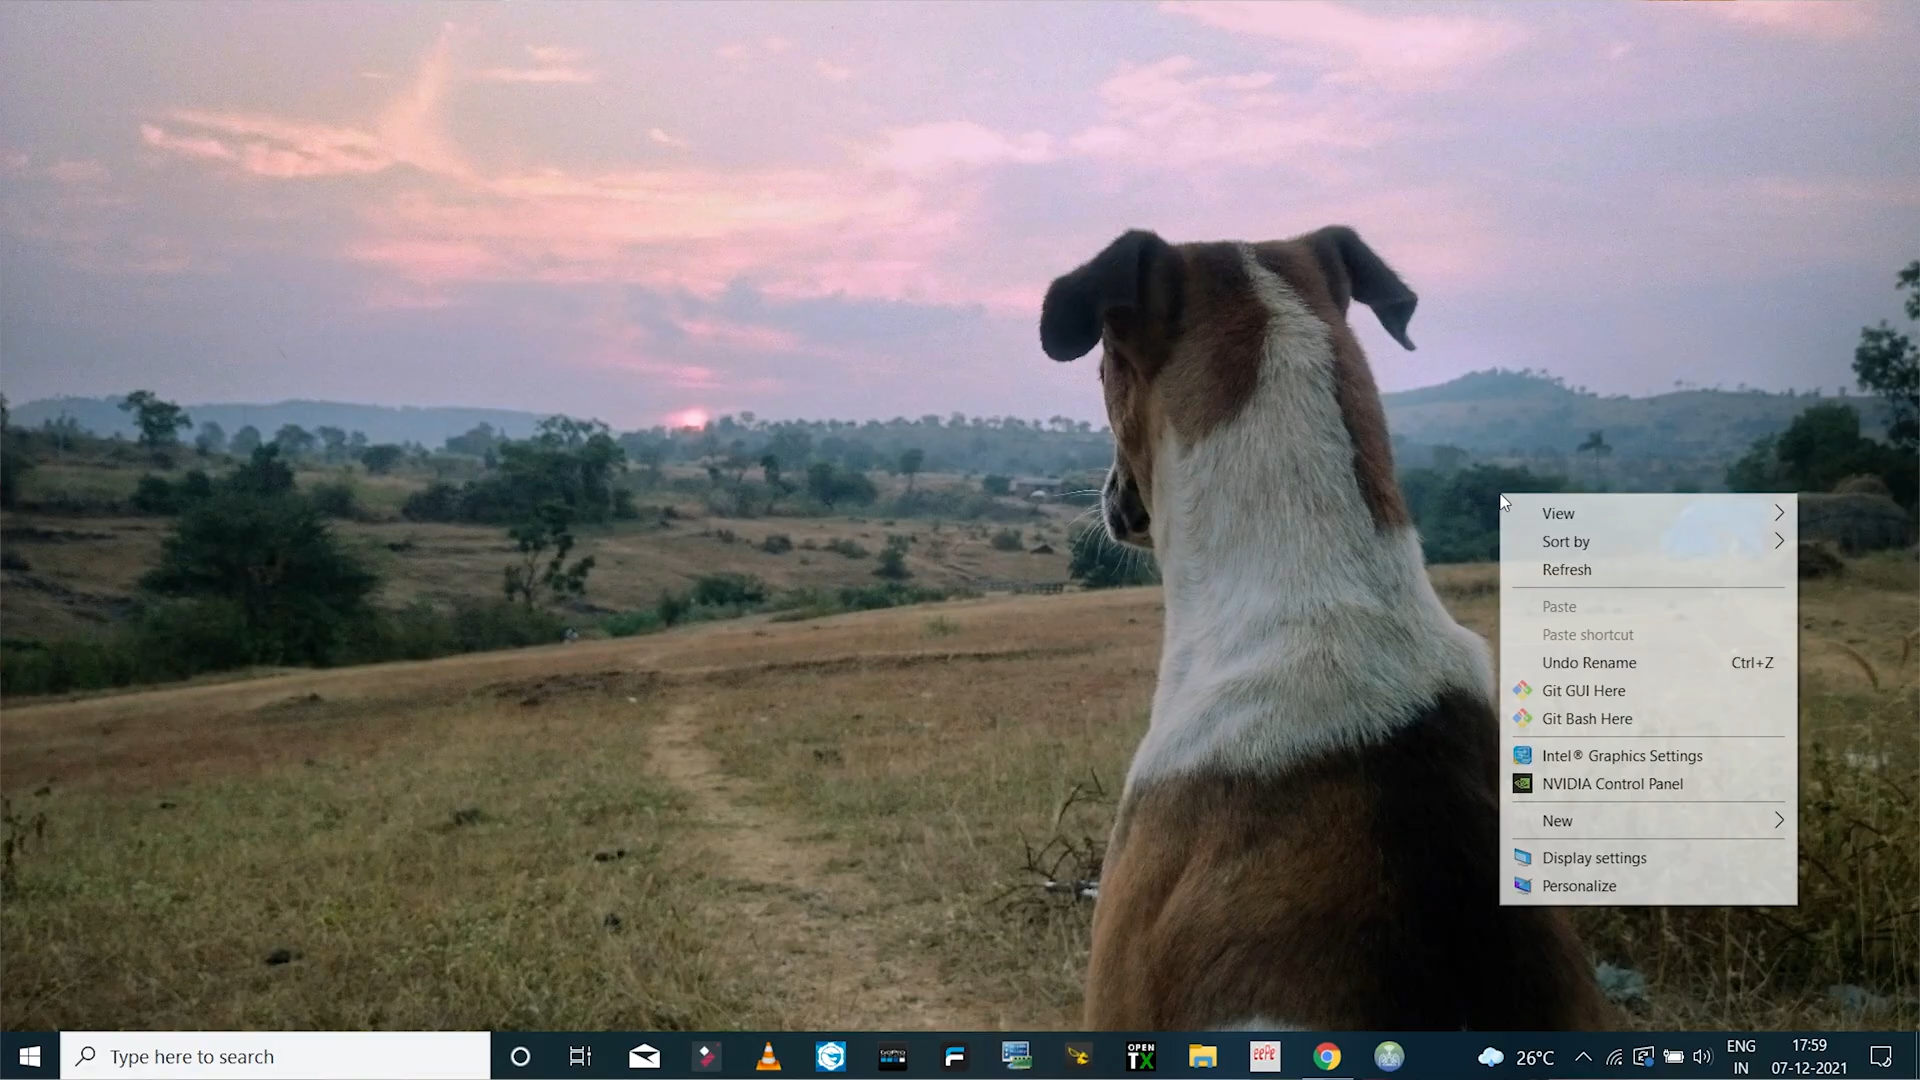 View
Sort by
Refresh
Paste
Paste shortcut
Undo Rename Ctrl+Z
Git GUI Here
Git Bash Here
Intel® Graphics Settings
NVIDIA Control Panel
New
Display settings
Personalize
Type here to search
GoPro
OPEN
TX
eePe
26°C
ENG
IN
17:59
07-12-2021